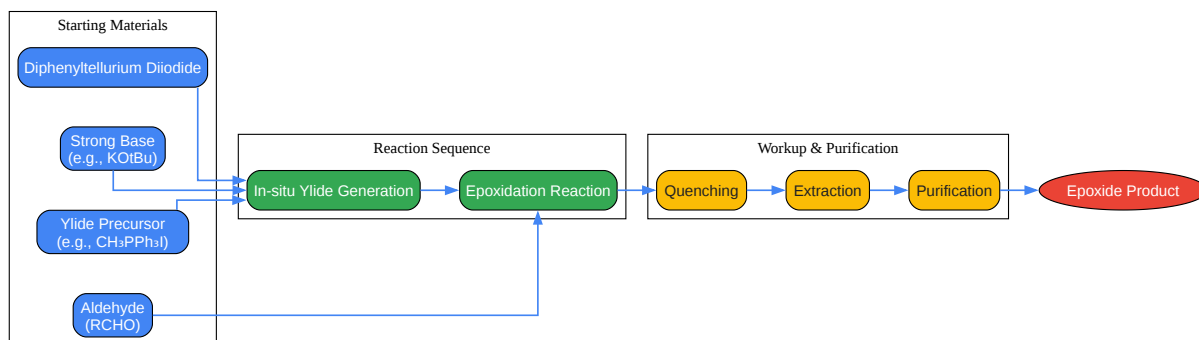 Starting Materials
Diphenyltellurium Diiodide
Strong Base
(e.g., KOtBu)
Ylide Precursor
(e.g., CH₃PPh₃I)
Aldehyde
(RCHO)
Reaction Sequence
In-situ Ylide Generation
Epoxidation Reaction
Workup & Purification
Quenching
Extraction
Purification
Epoxide Product